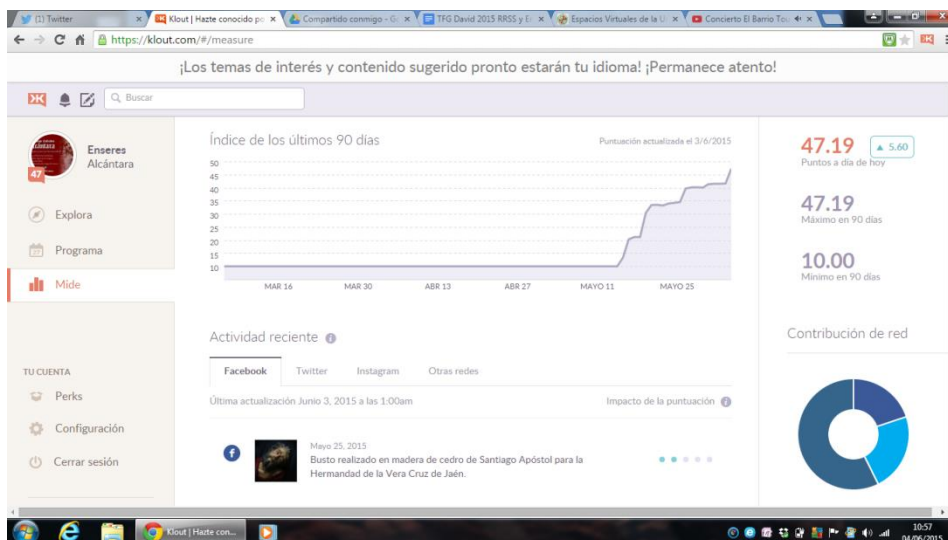 (1) Twitter
Klout | Hazte conocido po
Compartido conmigo - Go
TFG David 2015 RRSS y E
Espacios Virtuales de la U
Concierto El Barrio Tou
https://klout.com/#/measure
¡Los temas de interés y contenido sugerido pronto estarán tu idioma! ¡Permanece atento!
Buscar
Enseres
Alcántara
47
Explora
Programa
Mide
TU CUENTA
Perks
Configuración
Cerrar sesión
Índice de los últimos 90 días
Puntuación actualizada el 3/6/2015
50
45
40
35
30
25
20
15
10
MAR 16 MAR 30 ABR 13 ABR 27 MAYO 11 MAYO 25
Actividad reciente
Facebook Twitter Instagram Otras redes
Última actualización Junio 3, 2015 a las 1:00am
Impacto de la puntuación
Mayo 25, 2015
Busto realizado en madera de cedro de Santiago Apóstol para la
Hermandad de la Vera Cruz de Jaén.
47.19 5.60
Puntos a día de hoy
47.19
Máximo en 90 días
10.00
Mínimo en 90 días
Contribución de red
Klout | Hazte con...
10:57
04/06/2015